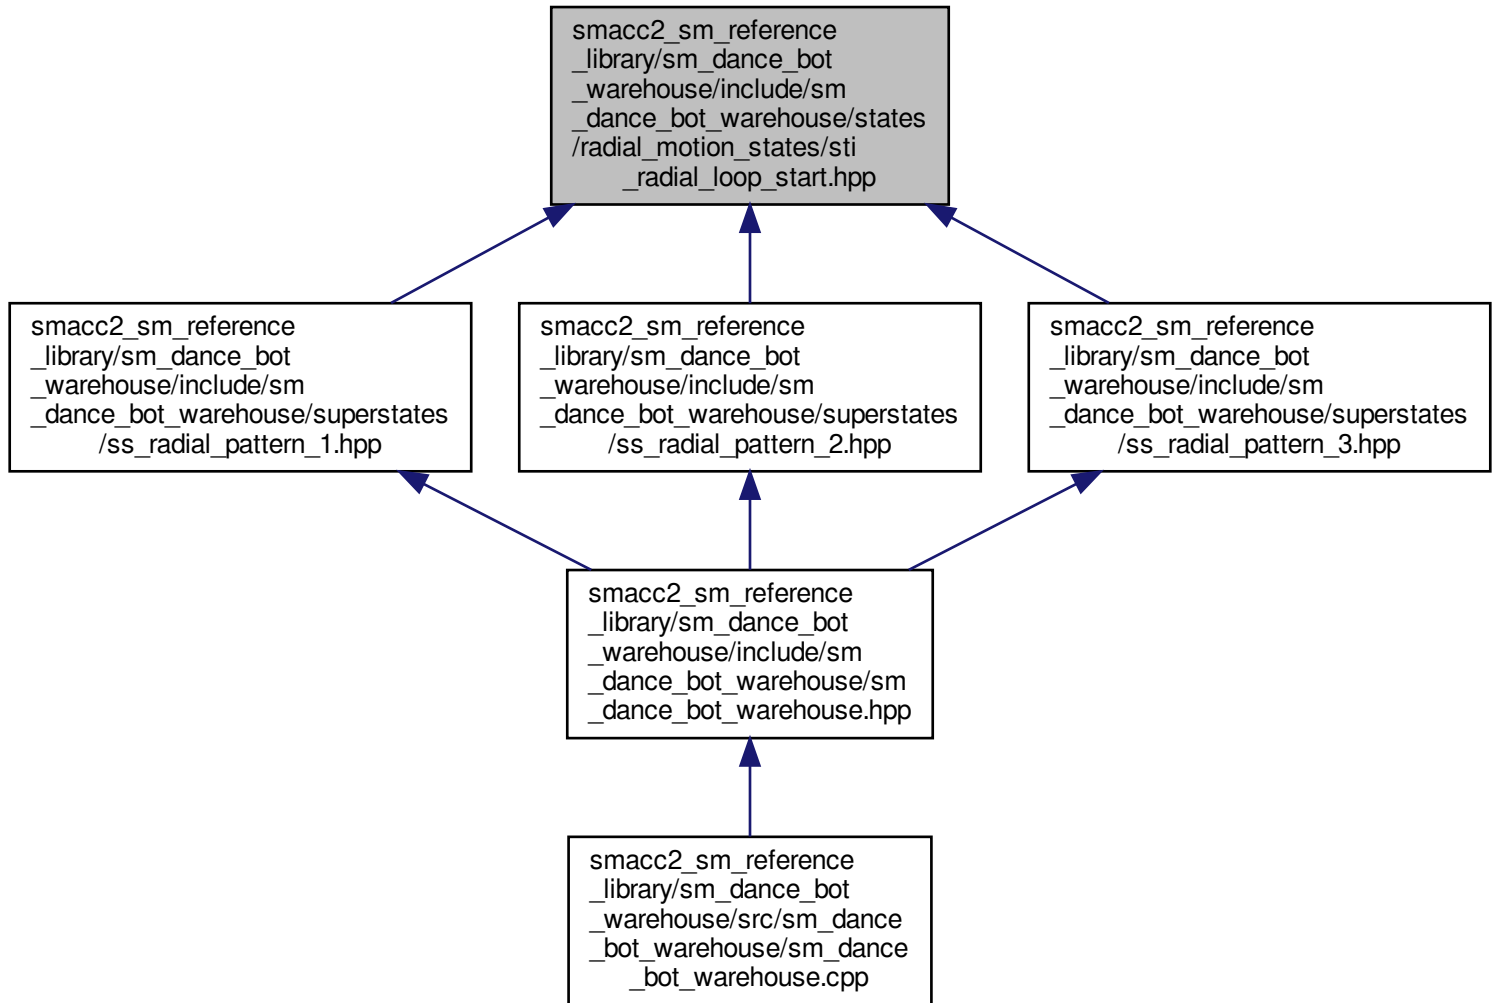 smacc2_sm_reference
_library/sm_dance_bot
_warehouse/include/sm
_dance_bot_warehouse/states
/radial_motion_states/sti
_radial_loop_start.hpp
smacc2_sm_reference
_library/sm_dance_bot
_warehouse/include/sm
_dance_bot_warehouse/superstates
/ss_radial_pattern_1.hpp
smacc2_sm_reference
_library/sm_dance_bot
_warehouse/include/sm
_dance_bot_warehouse/superstates
/ss_radial_pattern_2.hpp
smacc2_sm_reference
_library/sm_dance_bot
_warehouse/include/sm
_dance_bot_warehouse/superstates
/ss_radial_pattern_3.hpp
smacc2_sm_reference
_library/sm_dance_bot
_warehouse/include/sm
_dance_bot_warehouse/sm
_dance_bot_warehouse.hpp
smacc2_sm_reference
_library/sm_dance_bot
_warehouse/src/sm_dance
_bot_warehouse/sm_dance
_bot_warehouse.cpp